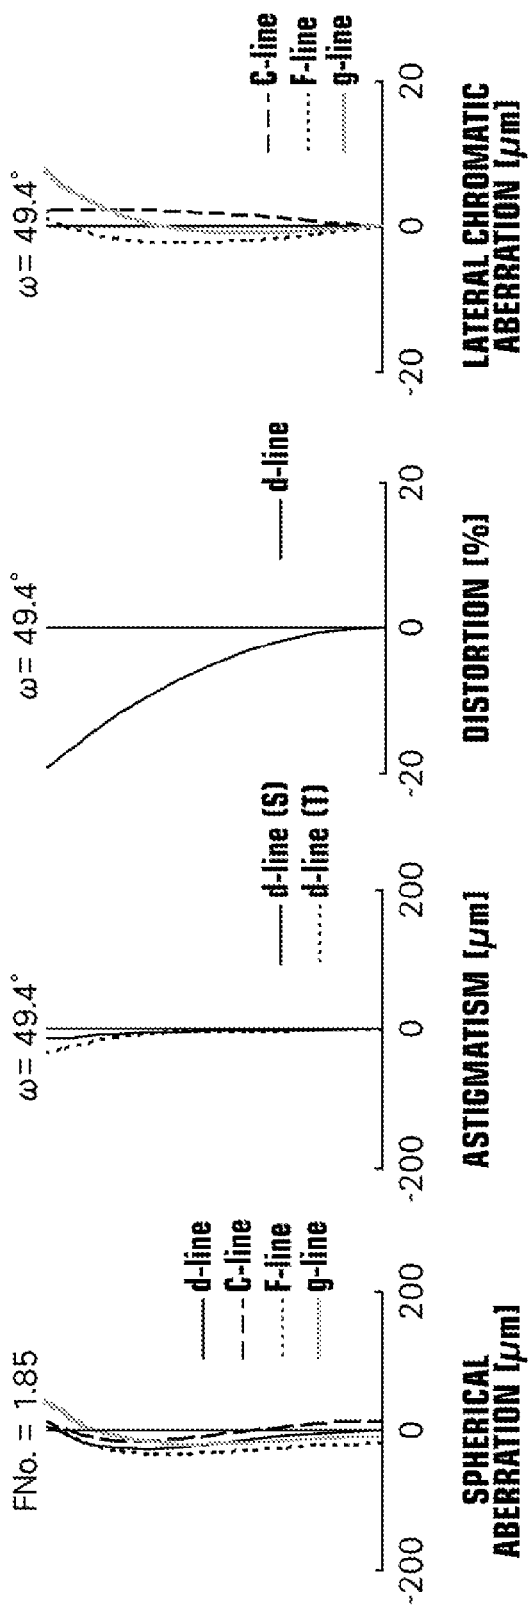 FNo. = 1.85
d-line
C-line
F-line
g-line
-200
0
200
SPHERICAL
ABERRATION [μm]
ω = 49.4°
d-line (S)
d-line (T)
-200
0
200
ASTIGMATISM [μm]
ω = 49.4°
d-line
-20
0
20
DISTORTION [%]
ω = 49.4°
C-line
F-line
g-line
-20
0
20
LATERAL CHROMATIC
ABERRATION [μm]